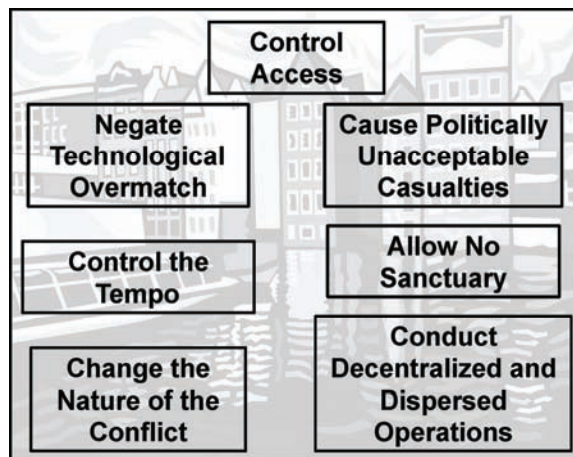 Control
Access
Negate
Technological
Overmatch
Cause Politically
Unacceptable
Casualties
Control the
Tempo
Allow No
Sanctuary
Change the
Nature of the
Conflict
Conduct
Decentralized and
Dispersed
Operations